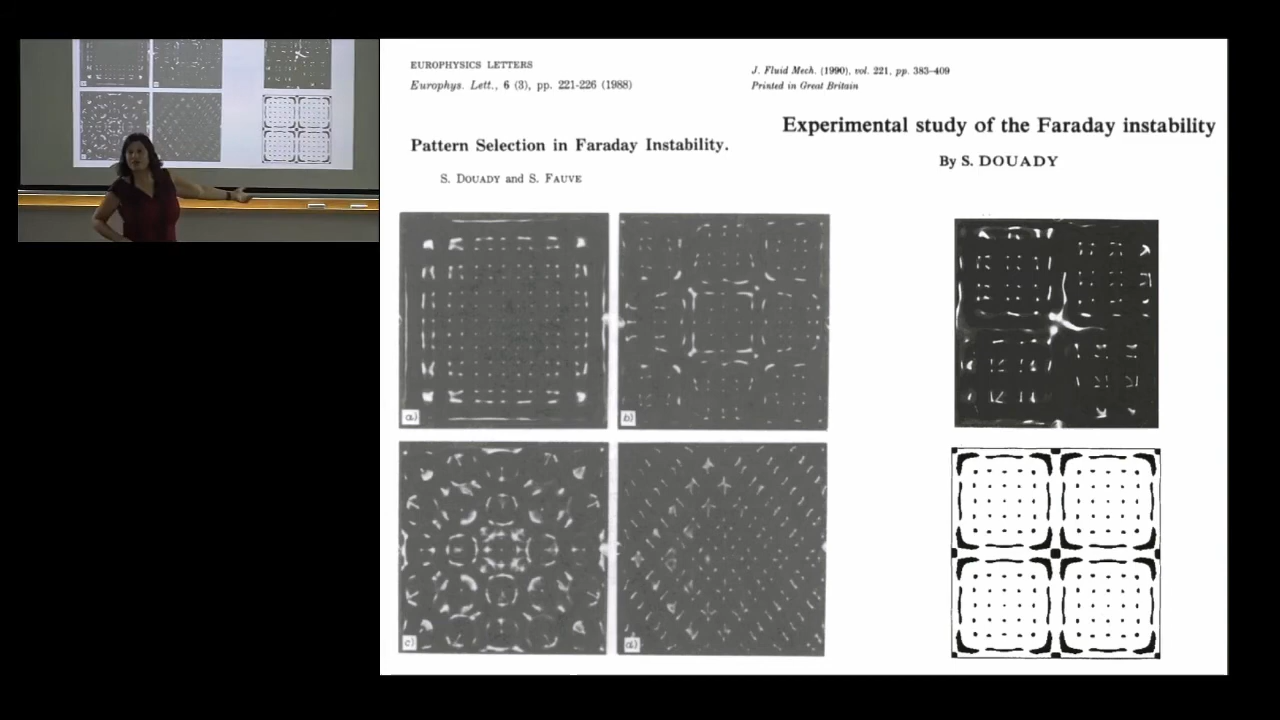 EUROPHYSICS LETTERS
Europhys. Lett., 6 (3), pp. 221-226 (1988)
Pattern Selection in Faraday Instability.
S. DOUADY and S. FAUVE
J. Fluid Mech. (1990), vol. 221, pp. 383–409
Printed in Great Britain
Experimental study of the Faraday instability
By S. DOUADY
a)
b)
c)
d)